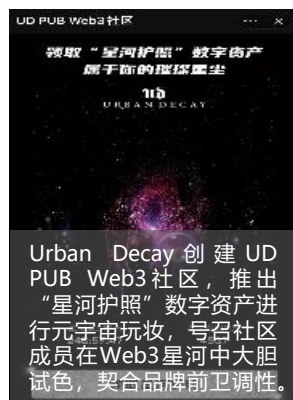 UD PUB Web3社区
领取“星河护照”数字资产
属于你的璀璨星尘
URBAN DECAY
Urban Decay创建UD
PUB Web3社区，推出
“星河护照”数字资产进
行元宇宙玩妆，号召社区
成员在Web3星河中大胆
试色，契合品牌前卫调性。